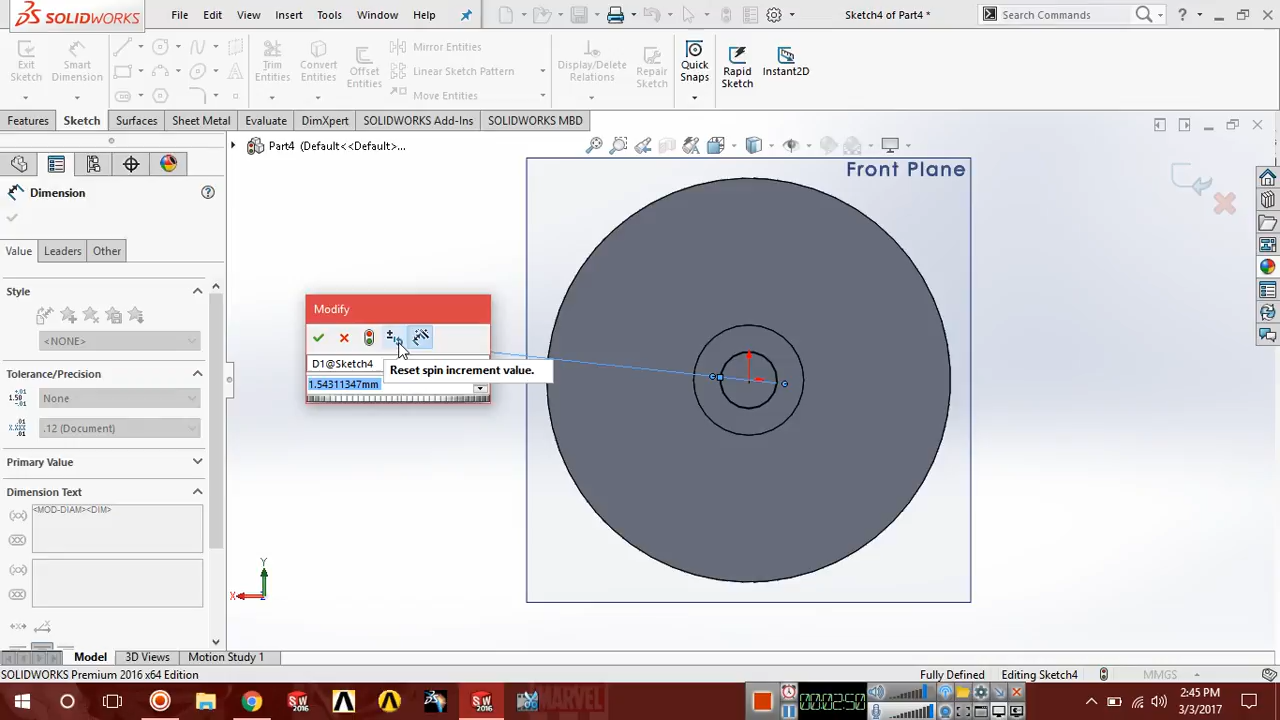 SOLIDWORKS
File Edit View Insert Tools Window Help
Sketch4 of Part4 *
Search Commands
Exit Sketch
Smart Dimension
Trim Entities
Convert Entities
Offset Entities
Mirror Entities
Linear Sketch Pattern
Move Entities
Display/Delete Relations
Repair Sketch
Quick Snaps
Rapid Sketch
Instant2D
Features Sketch Surfaces Sheet Metal Evaluate DimXpert SOLIDWORKS Add-Ins SOLIDWORKS MBD
Part4 (Default<<Default>...
Front Plane
Dimension
Value Leaders Other
Style
<NONE>
Tolerance/Precision
None
.12 (Document)
Primary Value
Dimension Text
<MOD-DIAM><DIM>
Modify
D1@Sketch4
Reset spin increment value.
1.54311347mm
Y
X
Model 3D Views Motion Study 1
SOLIDWORKS Premium 2016 x64 Edition
Fully Defined Editing Sketch4 MMGS
00:02:50
2:45 PM
3/3/2017